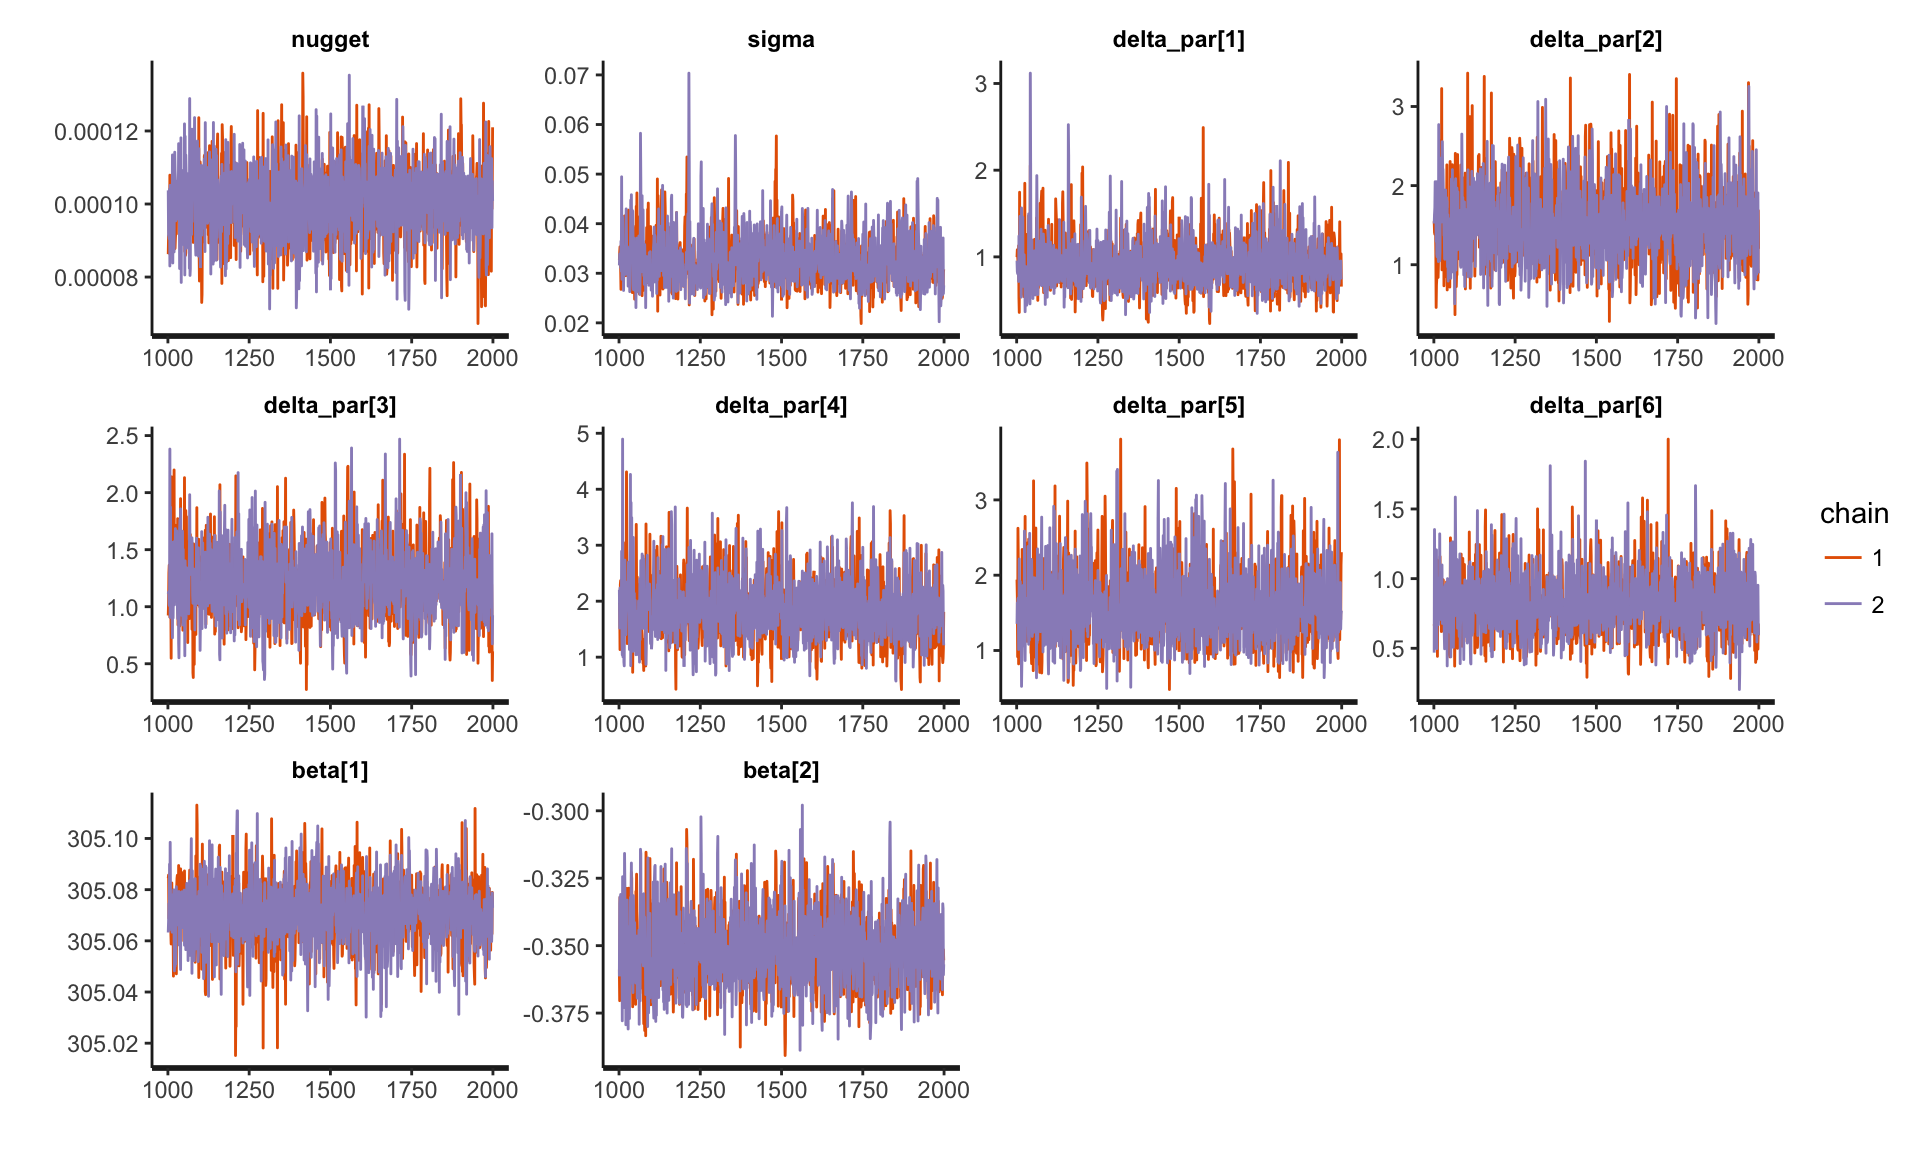 nugget
sigma
delta_par[1]
delta_par[2]
0.00012
0.00010
0.00008
1000 1250 1500 1750 2000
0.07
0.06
0.05
0.04
0.03
0.02
1000 1250 1500 1750 2000
3
2
1
1000 1250 1500 1750 2000
3
2
1
1000 1250 1500 1750 2000
delta_par[3]
delta_par[4]
delta_par[5]
delta_par[6]
2.5
2.0
1.5
1.0
0.5
1000 1250 1500 1750 2000
5
4
3
2
1
1000 1250 1500 1750 2000
3
2
1
1000 1250 1500 1750 2000
2.0
1.5
1.0
0.5
1000 1250 1500 1750 2000
chain
1
2
beta[1]
beta[2]
305.10
305.08
305.06
305.04
305.02
1000 1250 1500 1750 2000
-0.300
-0.325
-0.350
-0.375
1000 1250 1500 1750 2000